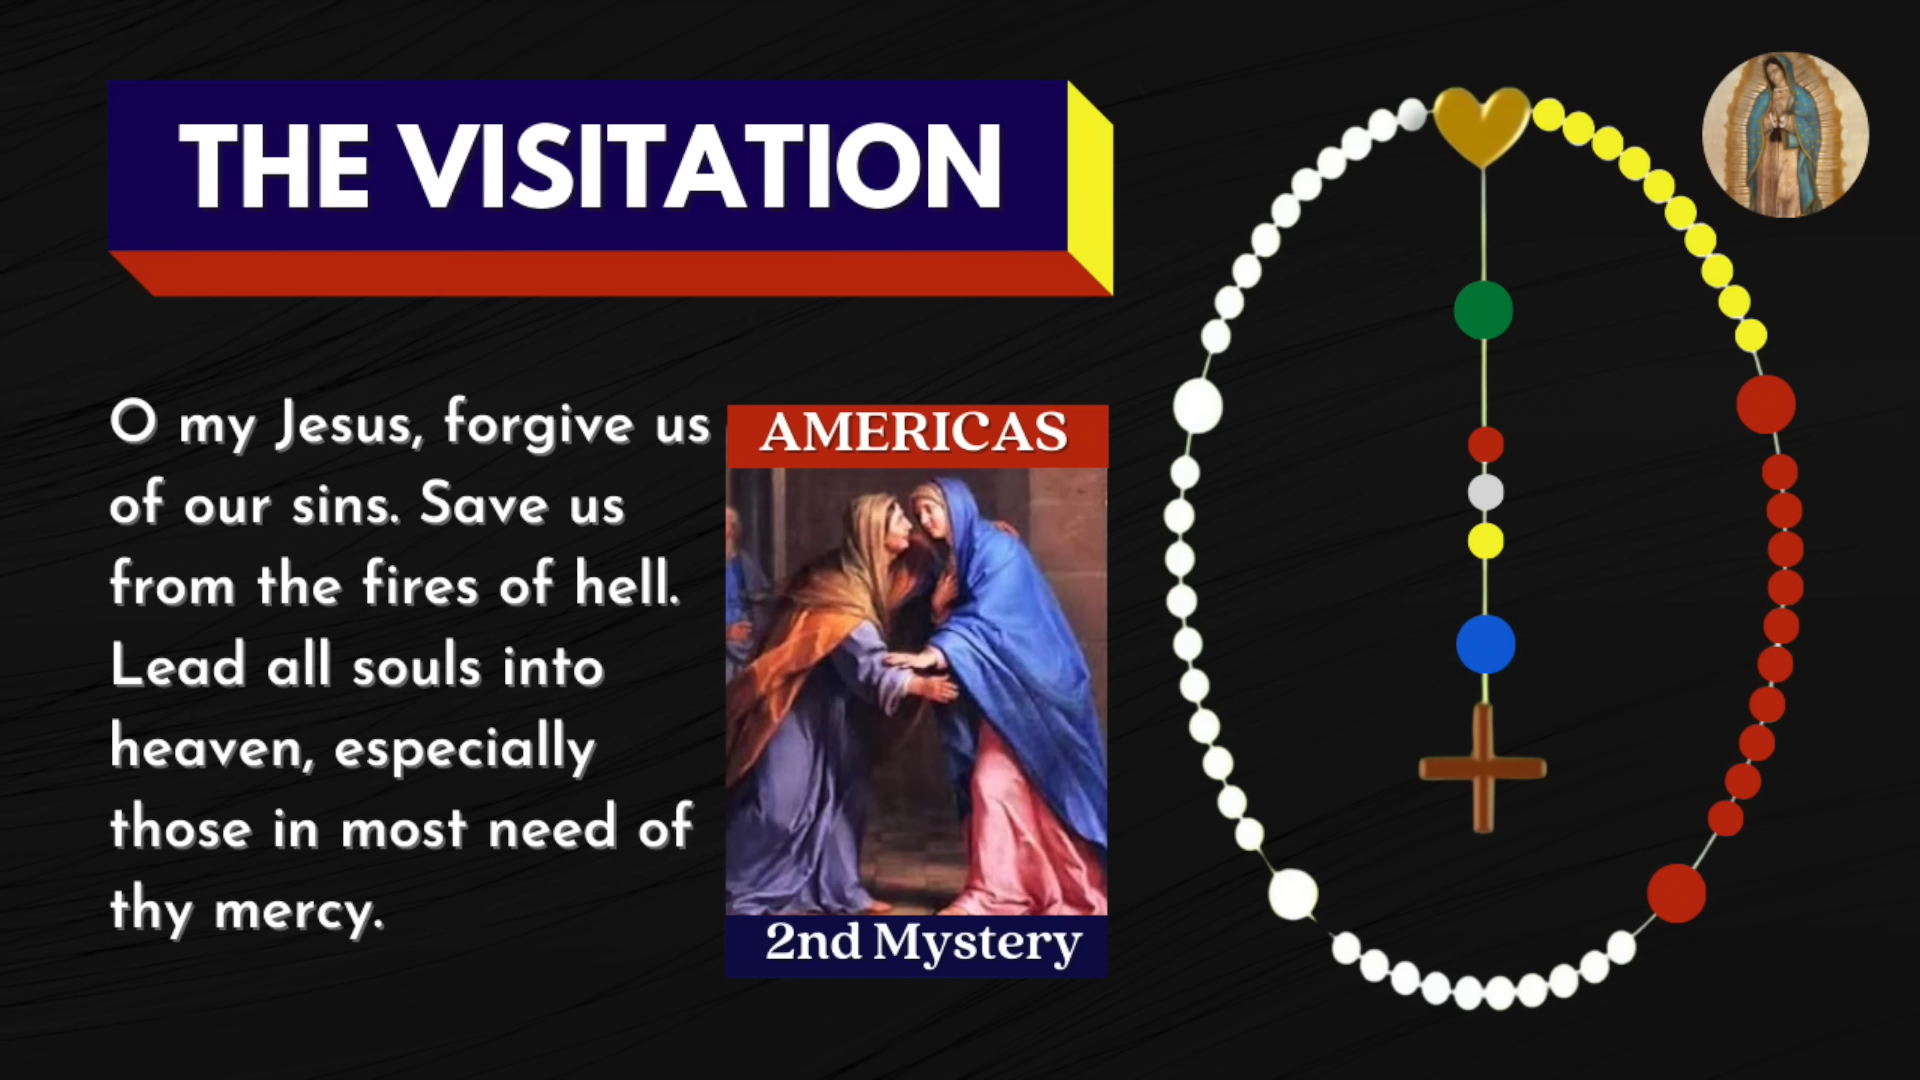 THE VISITATION
O my Jesus, forgive us
of our sins. Save us
from the fires of hell.
Lead all souls into
heaven, especially
those in most need of
thy mercy.
AMERICAS
2nd Mystery